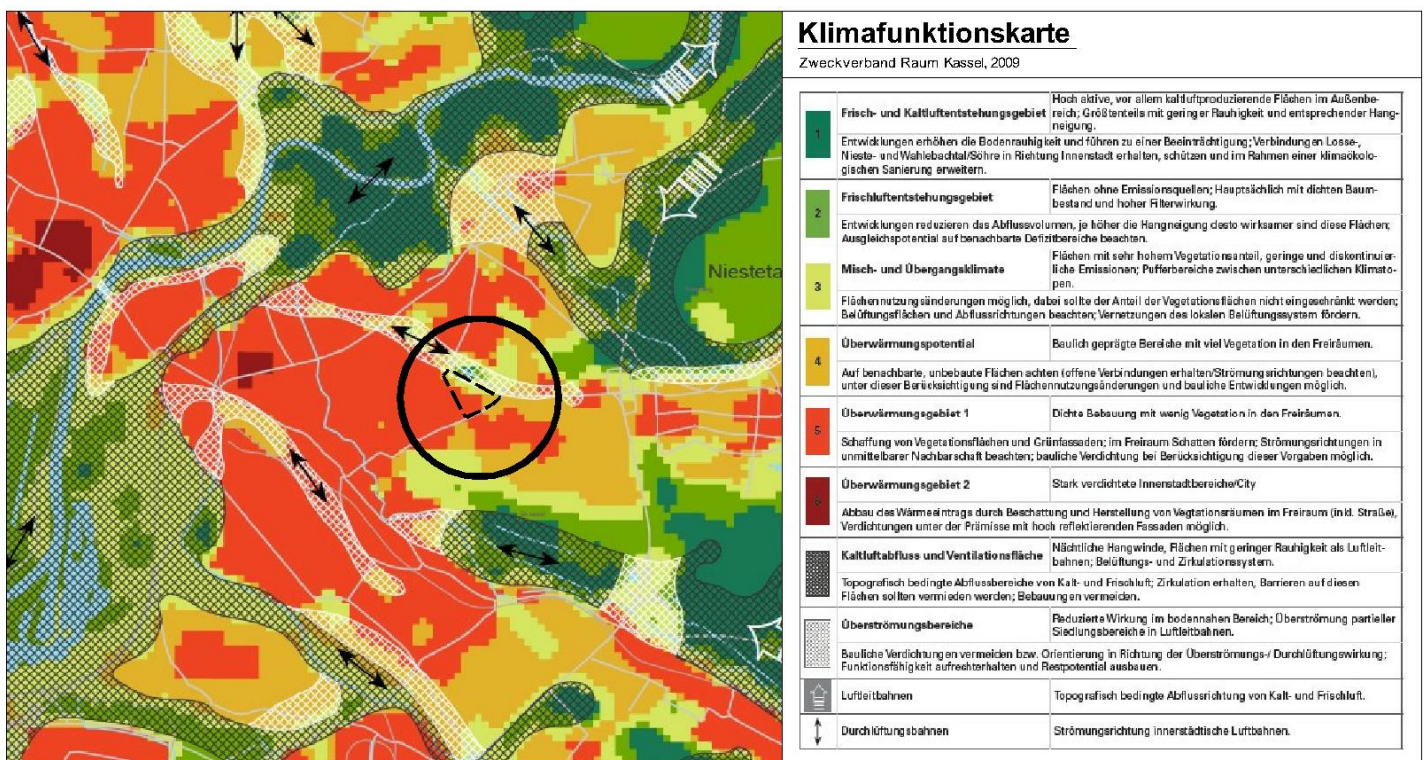 Klimafunktionskarte
Zweckverband Raum Kassel, 2009
Niesteta
1
Frisch- und Kaltluftentstehungsgebiet
Hoch aktive, vor allem kaltluftproduzierende Flächen im Außenbe-
reich; Größtenteils mit geringer Rauhigkeit und entsprechender Hang-
neigung.
Entwicklungen erhöhen die Bodenrauhigkeit und führen zu einer Beeinträchtigung; Verbindungen Losse-,
Nieste- und Wahlebachtal/Söhre in Richtung Innenstadt erhalten, schützen und im Rahmen einer klimaökolo-
gischen Sanierung erweitern.
2
Frischluftentstehungsgebiet
Flächen ohne Emissionsquellen; Hauptsächlich mit dichten Baum-
bestand und hoher Filterwirkung.
Entwicklungen reduzieren das Abflussvolumen, je höher die Hangneigung desto wirksamer sind diese Flächen;
Ausgleichspotential auf benachbarte Defizitbereiche beachten.
3
Misch- und Übergangsklimate
Flächen mit sehr hohem Vegetationsanteil, geringe und diskontinuier-
liche Emissionen; Pufferbereiche zwischen unterschiedlichen Klimato-
pen.
Flächennutzungsänderungen möglich, dabei sollte der Anteil der Vegetationsflächen nicht eingeschränkt werden;
Belüftungsflächen und Abflussrichtungen beachten; Vernetzungen des lokalen Belüftungssystem fördern.
4
Überwärmungspotential
Baulich geprägte Bereiche mit viel Vegetation in den Freiräumen.
Auf benachbarte, unbebaute Flächen achten (offene Verbindungen erhalten/Strömungsrichtungen beachten),
unter dieser Berücksichtigung sind Flächennutzungsänderungen und bauliche Entwicklungen möglich.
5
Überwärmungsgebiet 1
Dichte Bebauung mit wenig Vegetation in den Freiräumen.
Schaffung von Vegetationsflächen und Grünfassaden; im Freiraum Schatten fördern; Strömungsrichtungen in
unmittelbarer Nachbarschaft beachten; bauliche Verdichtung bei Berücksichtigung dieser Vorgaben möglich.
6
Überwärmungsgebiet 2
Stark verdichtete Innenstadtbereiche/City
Abbau des Wärmeeintrags durch Beschattung und Herstellung von Vegtationsräumen im Freiraum (inkl. Straße),
Verdichtungen unter der Prämisse mit hoch reflektierenden Fassaden möglich.
Kaltluftabfluss und Ventilationsfläche
Nächtliche Hangwinde, Flächen mit geringer Rauhigkeit als Luftleit-
bahnen; Belüftungs- und Zirkulationssystem.
Topografisch bedingte Abflussbereiche von Kalt- und Frischluft; Zirkulation erhalten, Barrieren auf diesen
Flächen sollten vermieden werden; Bebauungen vermeiden.
Überströmungsbereiche
Reduzierte Wirkung im bodennahen Bereich; Überströmung partieller
Siedlungsbereiche in Luftleitbahnen.
Bauliche Verdichtungen vermeiden bzw. Orientierung in Richtung der Überströmungs-/ Durchlüftungswirkung;
Funktionsfähigkeit aufrechterhalten und Restpotential ausbauen.
Luftleitbahnen
Topografisch bedingte Abflussrichtung von Kalt- und Frischluft.
Durchlüftungsbahnen
Strömungsrichtung innerstädtische Luftbahnen.